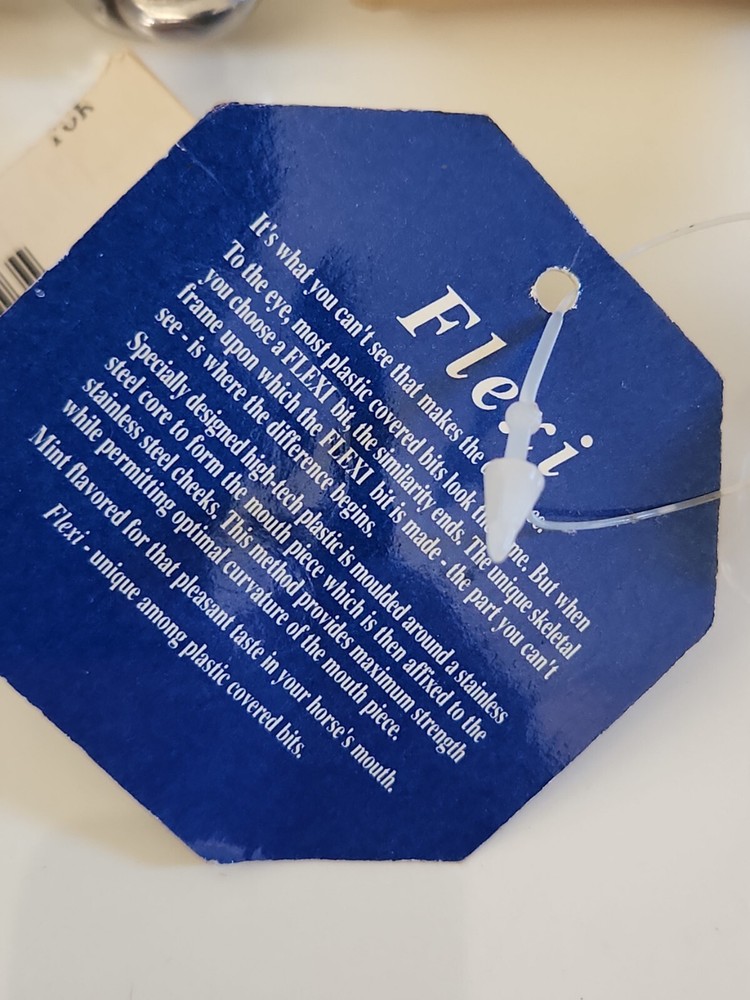 Flexi
It's what you can't see that makes the
To the eye, most plastic covered bits look me. But when
you choose a FLEXI bit, the similarity ends. The unique skeletal
frame upon which the FLEXI bit is made - the part you can't
see - is where the difference begins.
Specially designed high-tech plastic is moulded around a stainless
steel core to form the mouth piece which is then affixed to the
stainless steel cheeks. This method provides maximum strength
while permitting optimal curvature of the mouth piece.
Mint flavored for that pleasant taste in your horse's mouth.
Flexi - unique among plastic covered bits.